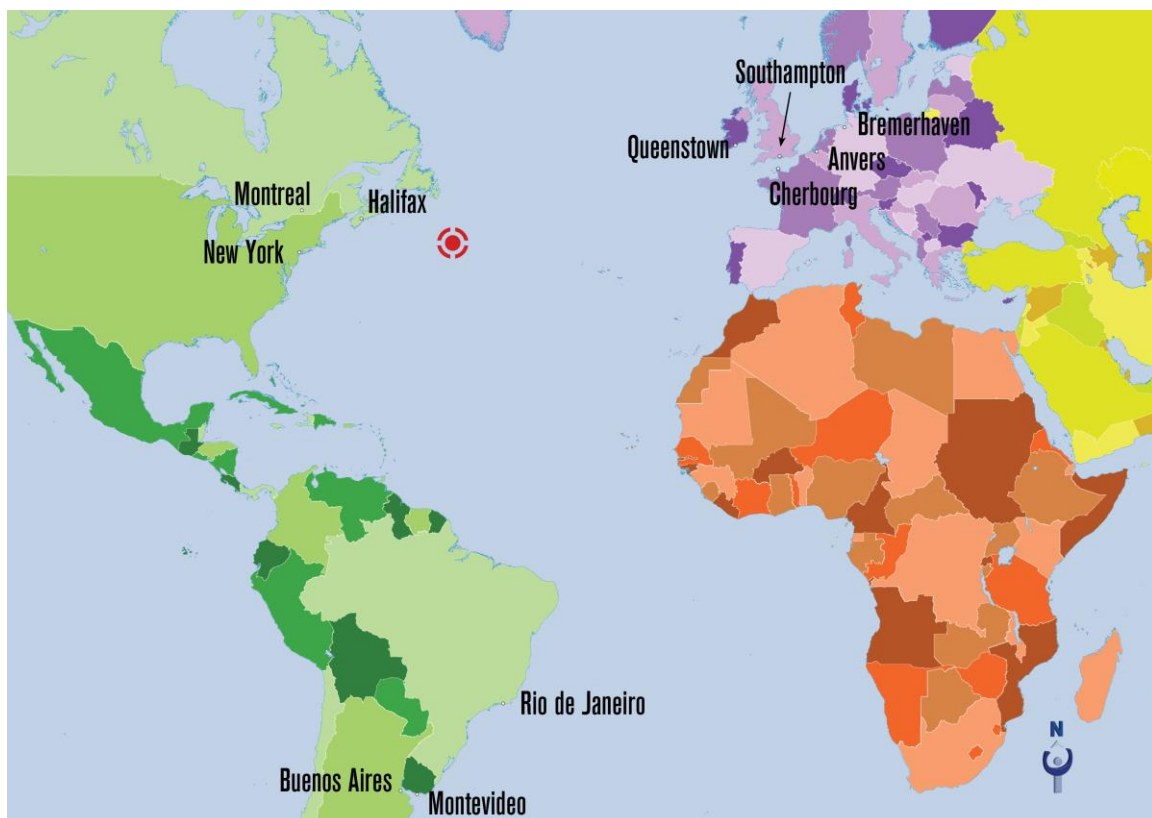 Southampton
Bremerhaven
Queenstown
Anvers
Cherbourg
Montreal
Halifax
New York
Rio de Janeiro
Buenos Aires
Montevideo
N